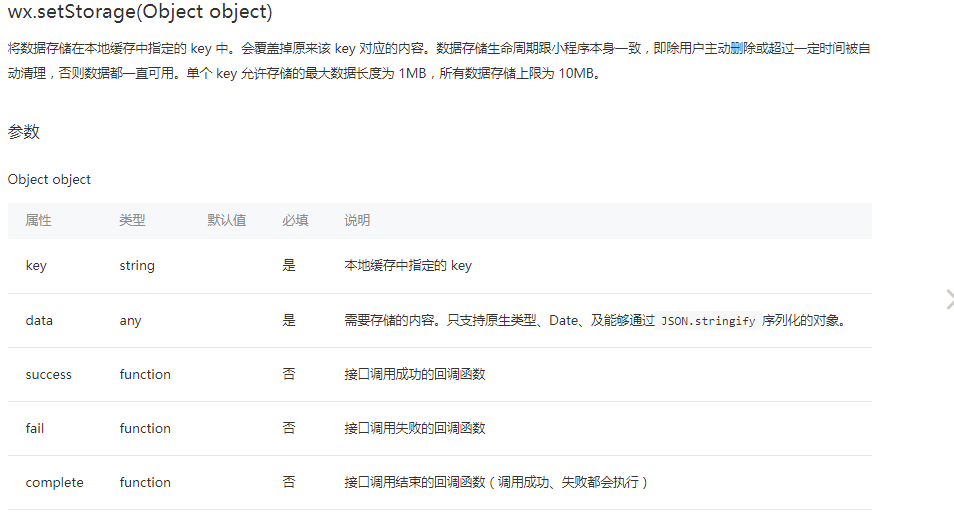 wx.setStorage(Object object)
将数据存储在本地缓存中指定的 key 中。会覆盖掉原来该 key 对应的内容。数据存储生命周期跟小程序本身一致，即除用户主动删除或超过一定时间被自
动清理，否则数据都一直可用。单个 key 允许存储的最大数据长度为 1MB，所有数据存储上限为 10MB。
参数
Object object
属性 类型 默认值 必填 说明
key string 是 本地缓存中指定的 key
data any 是 需要存储的内容。只支持原生类型、Date、及能够通过 JSON.stringify 序列化的对象。
success function 否 接口调用成功的回调函数
fail function 否 接口调用失败的回调函数
complete function 否 接口调用结束的回调函数（调用成功、失败都会执行）